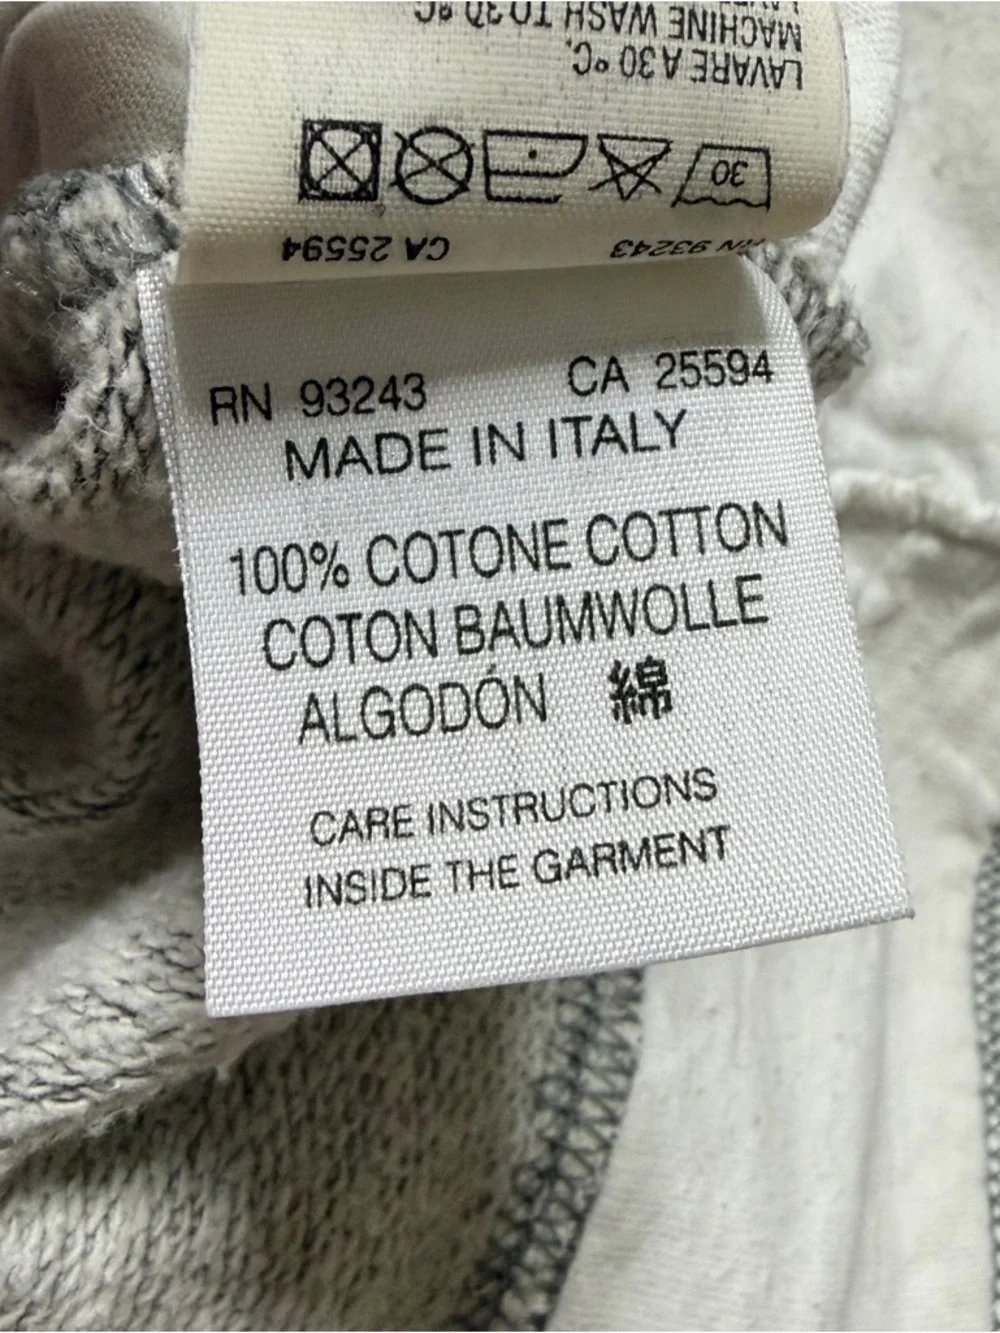 MACHINE WASH TO 30 °C.
LAVARE A 30 °C.
30
RN 93243 CA 25594
RN 93243 CA 25594
MADE IN ITALY
100% COTONE COTTON
COTON BAUMWOLLE
ALGODÓN 綿
CARE INSTRUCTIONS
INSIDE THE GARMENT